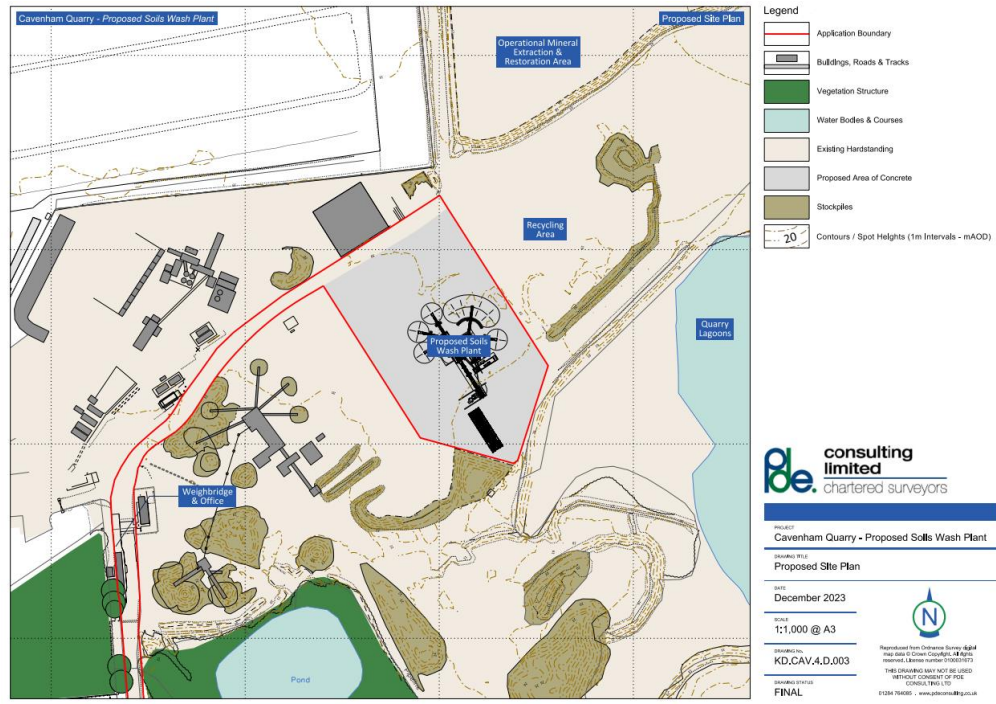 Cavenham Quarry - Proposed Soils Wash Plant
Proposed Site Plan
Operational Mineral
Extraction &
Restoration Area
Recycling
Area
Quarry
Lagoons
Proposed Soils
Wash Plant
Weighbridge
& Office
Pond
Legend
Application Boundary
Buildings, Roads & Tracks
Vegetation Structure
Water Bodies & Courses
Existing Hardstanding
Proposed Area of Concrete
Stockpiles
20
Contours / Spot Heights (1m Intervals - mAOD)
pde.
consulting
limited
chartered surveyors
PROJECT
Cavenham Quarry - Proposed Soils Wash Plant
DRAWING TITLE
Proposed Site Plan
DATE
December 2023
SCALE
1:1,000 @ A3
DRAWING No.
KD.CAV.4.D.003
DRAWING STATUS
FINAL
N
Reproduced from Ordnance Survey digital
map data © Crown Copyright. All rights
reserved. License number 0100031673
THIS DRAWING MAY NOT BE USED
WITHOUT CONSENT OF PDE
CONSULTING LTD
01284 764085 . www.pdeconsulting.co.uk